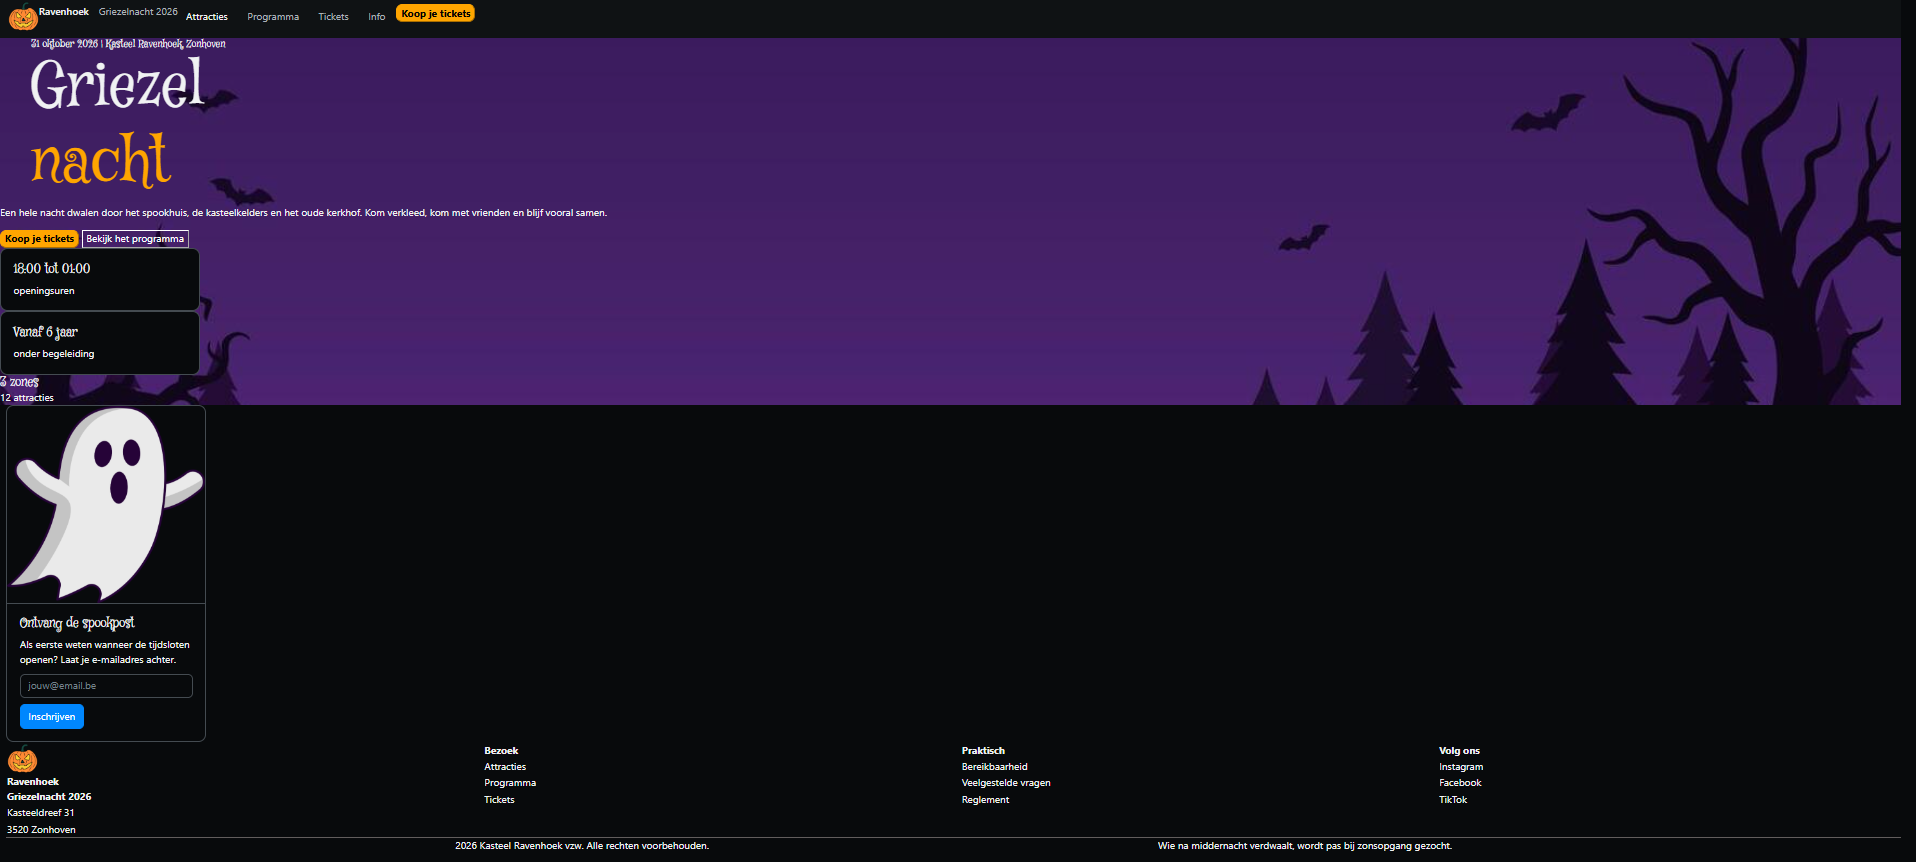 Ravenhoek Griezelnacht 2026 Attracties Programma Tickets Info Koop je tickets
31 oktober 2026 | Kasteel Ravenhoek, Zonhoven
Griezel
nacht
Een hele nacht dwalen door het spookhuis, de kasteelkelders en het oude kerkhof. Kom verkleed, kom met vrienden en blijf vooral samen.
Koop je tickets Bekijk het programma
18:00 tot 01:00
openingsuren
Vanaf 6 jaar
onder begeleiding
3 zones
12 attracties
Ontvang de spookpost
Als eerste weten wanneer de tijdsloten
openen? Laat je e-mailadres achter.
jouw@email.be
Inschrijven
Ravenhoek
Griezelnacht 2026
Kasteeldreef 31
3520 Zonhoven
Bezoek
Attracties
Programma
Tickets
Praktisch
Bereikbaarheid
Veelgestelde vragen
Reglement
Volg ons
Instagram
Facebook
TikTok
2026 Kasteel Ravenhoek vzw. Alle rechten voorbehouden.
Wie na middernacht verdwaalt, wordt pas bij zonsopgang gezocht.